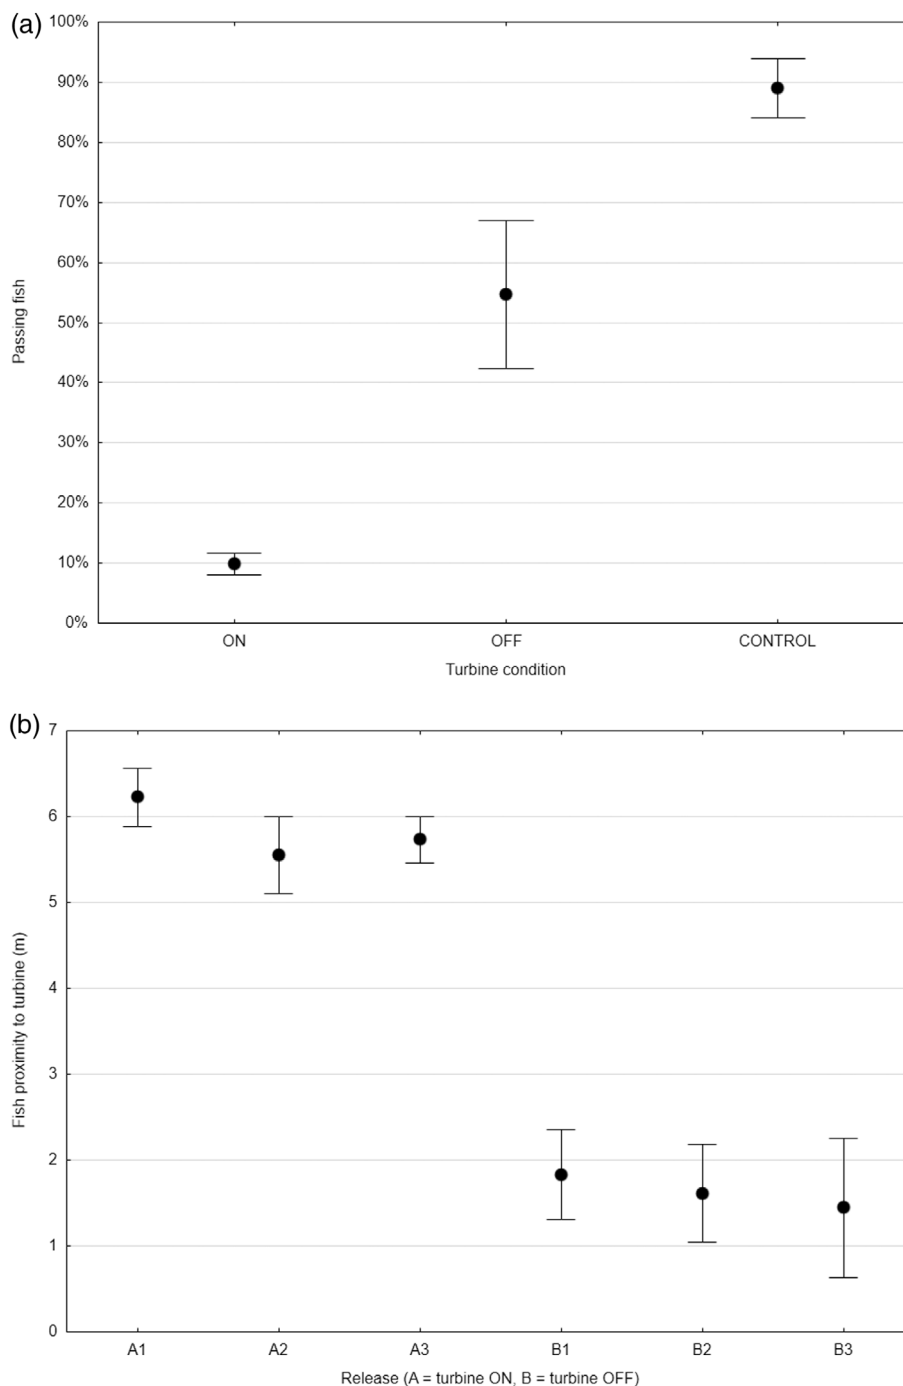 (a)
100%
90%
80%
70%
60%
50%
40%
30%
20%
10%
0%
Passing fish
ON OFF CONTROL
Turbine condition
(b)
7
6
5
4
3
2
1
0
Fish proximity to turbine (m)
A1 A2 A3 B1 B2 B3
Release (A = turbine ON, B = turbine OFF)